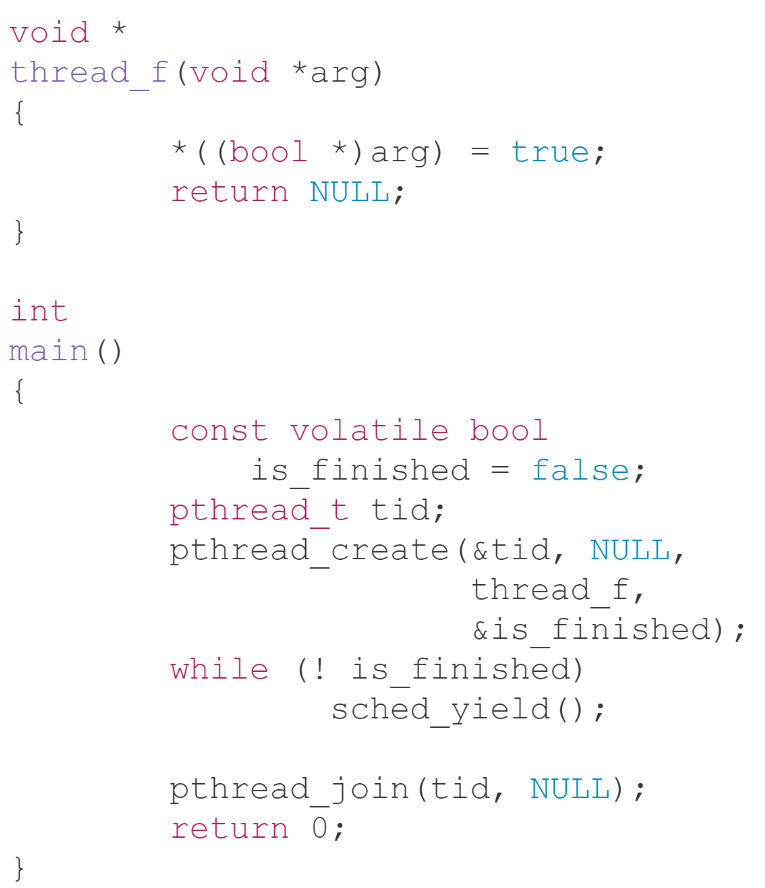 void *
thread_f(void *arg)
{
        *((bool *)arg) = true;
        return NULL;
}

int
main()
{
        const volatile bool
            is_finished = false;
        pthread_t tid;
        pthread_create(&tid, NULL,
                       thread_f,
                       &is_finished);
        while (! is_finished)
                sched_yield();

        pthread_join(tid, NULL);
        return 0;
}